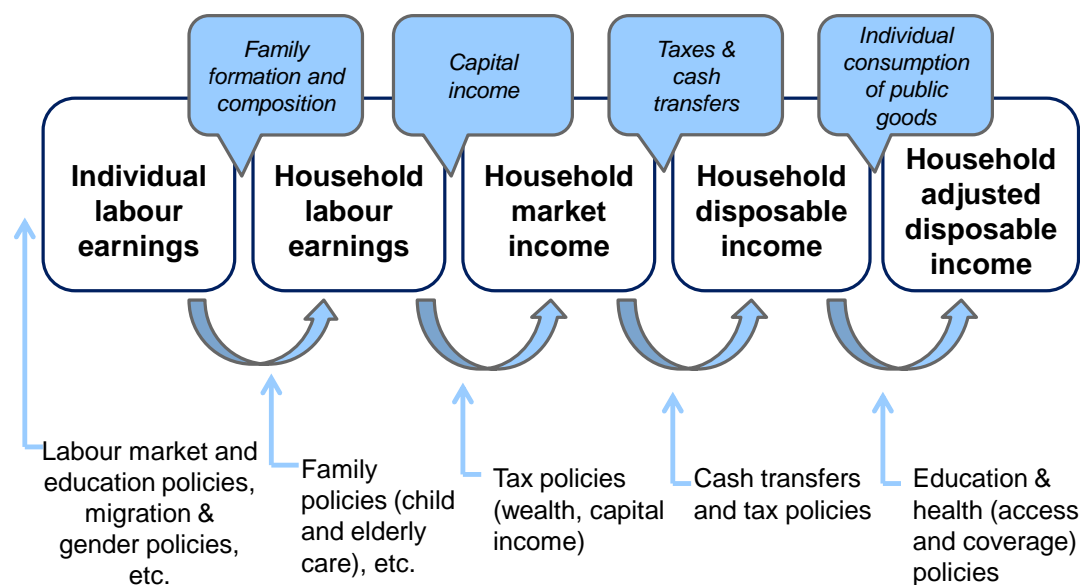 Family
formation and
composition
Capital
income
Taxes &
cash
transfers
Individual
consumption
of public
goods
Individual
labour
earnings
Household
labour
earnings
Household
market
income
Household
disposable
income
Household
adjusted
disposable
income
Labour market and
education policies,
migration &
gender policies,
etc.
Family
policies (child
and elderly
care), etc.
Tax policies
(wealth, capital
income)
Cash transfers
and tax policies
Education &
health (access
and coverage)
policies